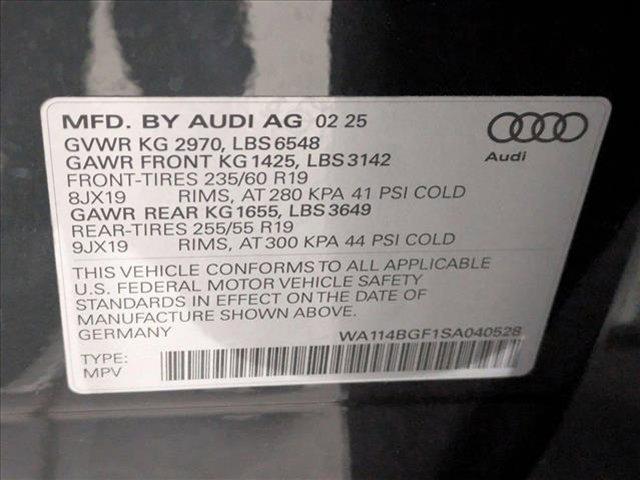 MFD. BY AUDI AG 02 25
GVWR KG 2970, LBS 6548
GAWR FRONT KG 1425, LBS 3142
FRONT-TIRES 235/60 R19
8JX19 RIMS, AT 280 KPA 41 PSI COLD
GAWR REAR KG 1655, LBS 3649
REAR-TIRES 255/55 R19
9JX19 RIMS, AT 300 KPA 44 PSI COLD
Audi
THIS VEHICLE CONFORMS TO ALL APPLICABLE
U.S. FEDERAL MOTOR VEHICLE SAFETY
STANDARDS IN EFFECT ON THE DATE OF
MANUFACTURE SHOWN ABOVE.
GERMANY WA114BGF1SA040528
TYPE:
MPV